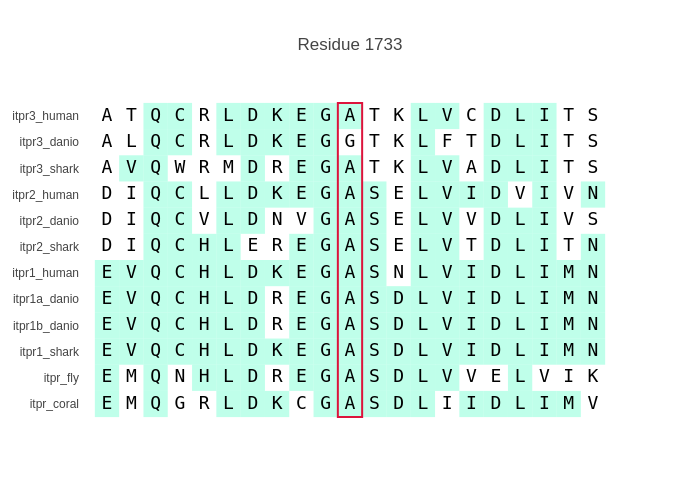 Residue 1733
itpr3_human A T Q C R L D K E G A T K L V C D L I T S
itpr3_danio A L Q C R L D K E G G T K L F T D L I T S
itpr3_shark A V Q W R M D R E G A T K L V A D L I T S
itpr2_human D I Q C L L D K E G A S E L V I D V I V N
itpr2_danio D I Q C V L D N V G A S E L V V D L I V S
itpr2_shark D I Q C H L E R E G A S E L V T D L I T N
itpr1_human E V Q C H L D K E G A S N L V I D L I M N
itpr1a_danio E V Q C H L D R E G A S D L V I D L I M N
itpr1b_danio E V Q C H L D R E G A S D L V I D L I M N
itpr1_shark E V Q C H L D K E G A S D L V I D L I M N
itpr_fly E M Q N H L D R E G A S D L V V E L V I K
itpr_coral E M Q G R L D K C G A S D L I I D L I M V